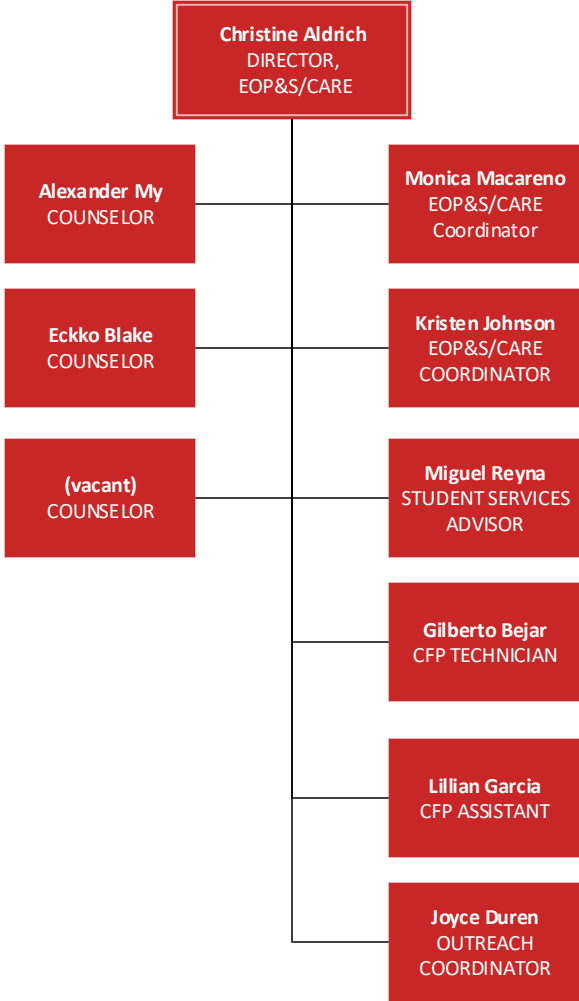 Christine Aldrich
DIRECTOR,
EOP&S/CARE
Alexander My
COUNSELOR
Monica Macareno
EOP&S/CARE
Coordinator
Eckko Blake
COUNSELOR
Kristen Johnson
EOP&S/CARE
COORDINATOR
(vacant)
COUNSELOR
Miguel Reyna
STUDENT SERVICES
ADVISOR
Gilberto Bejar
CFP TECHNICIAN
Lillian Garcia
CFP ASSISTANT
Joyce Duren
OUTREACH
COORDINATOR